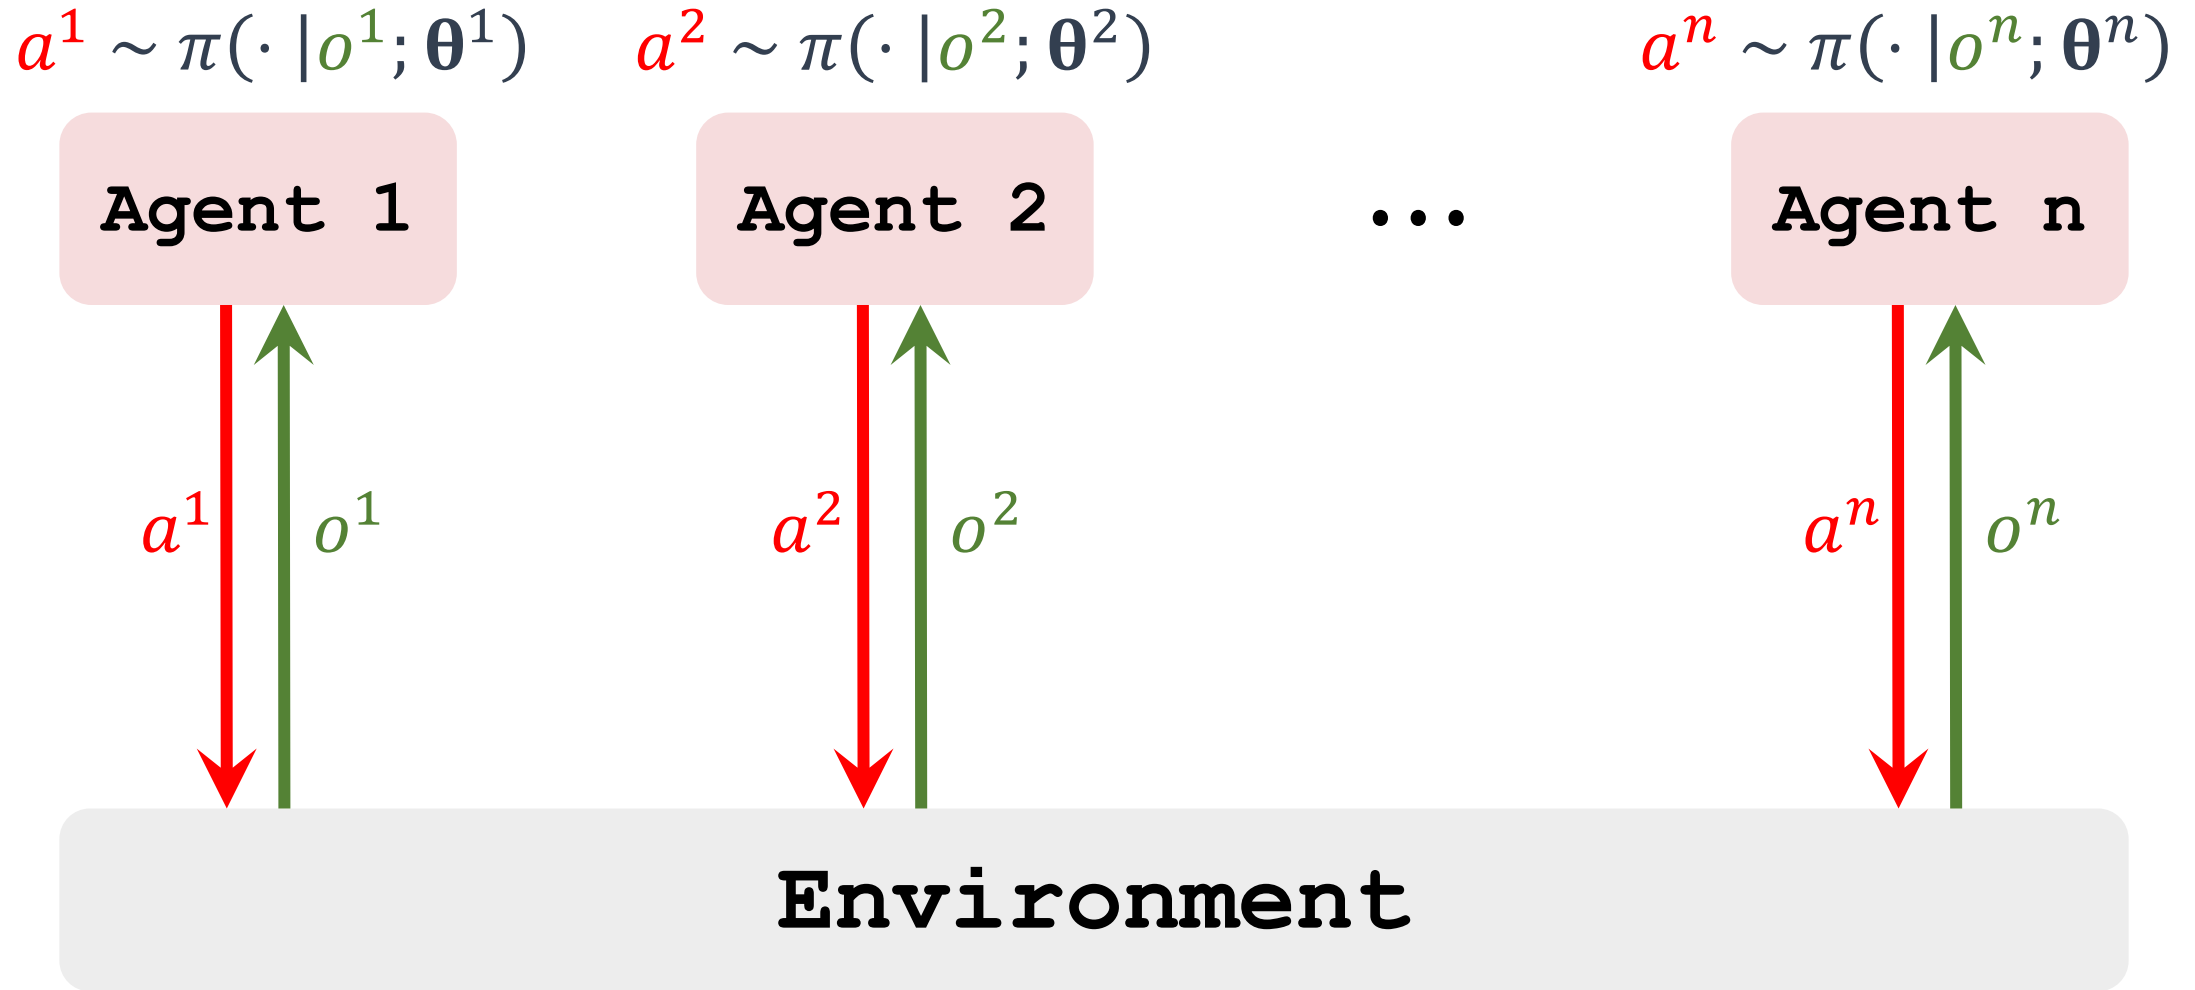 a¹ ~ π(· |o¹; θ¹) a² ~ π(· |o²; θ²) aⁿ ~ π(· |oⁿ; θⁿ)
Agent 1 Agent 2 ... Agent n
a¹ o¹ a² o² aⁿ oⁿ
Environment